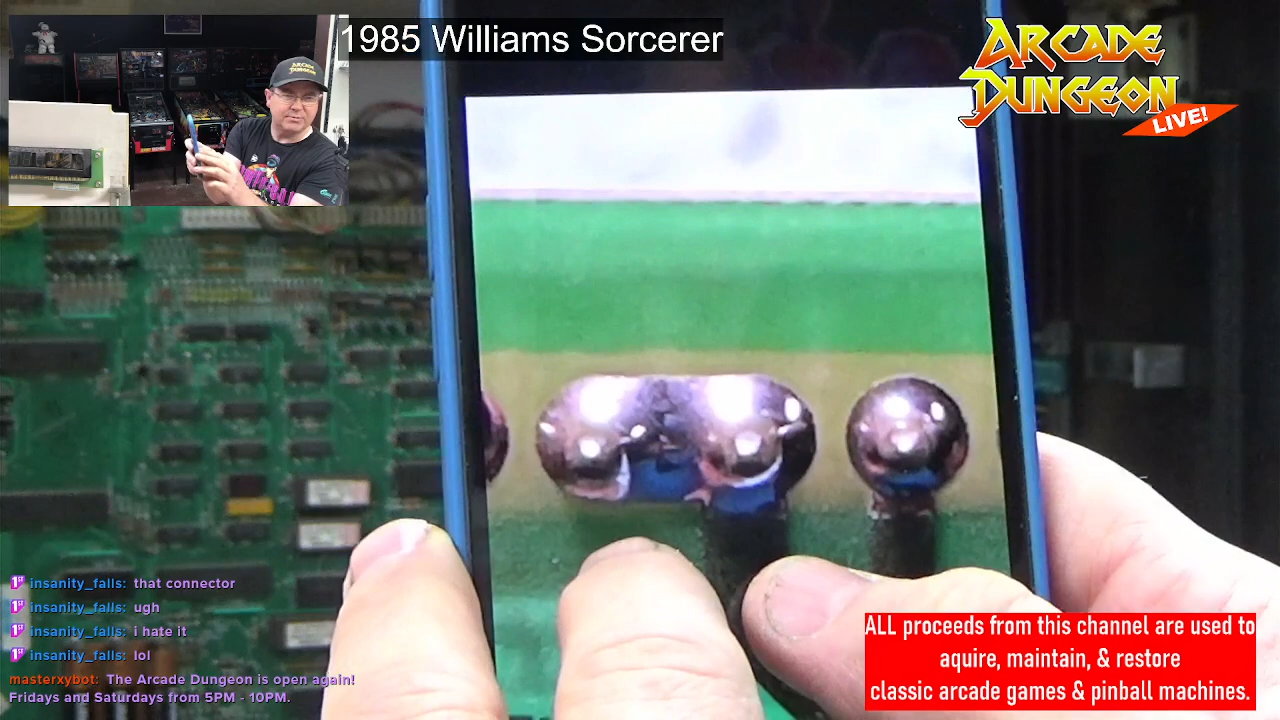 1985 Williams Sorcerer
ARCADE
DUNGEON
LIVE!
ARCADE
DUNGEON
insanity_falls: that connector
insanity_falls: ugh
insanity_falls: i hate it
insanity_falls: lol
masterxybot: The Arcade Dungeon is open again!
Fridays and Saturdays from 5PM - 10PM.
ALL proceeds from this channel are used to
aquire, maintain, & restore
classic arcade games & pinball machines.